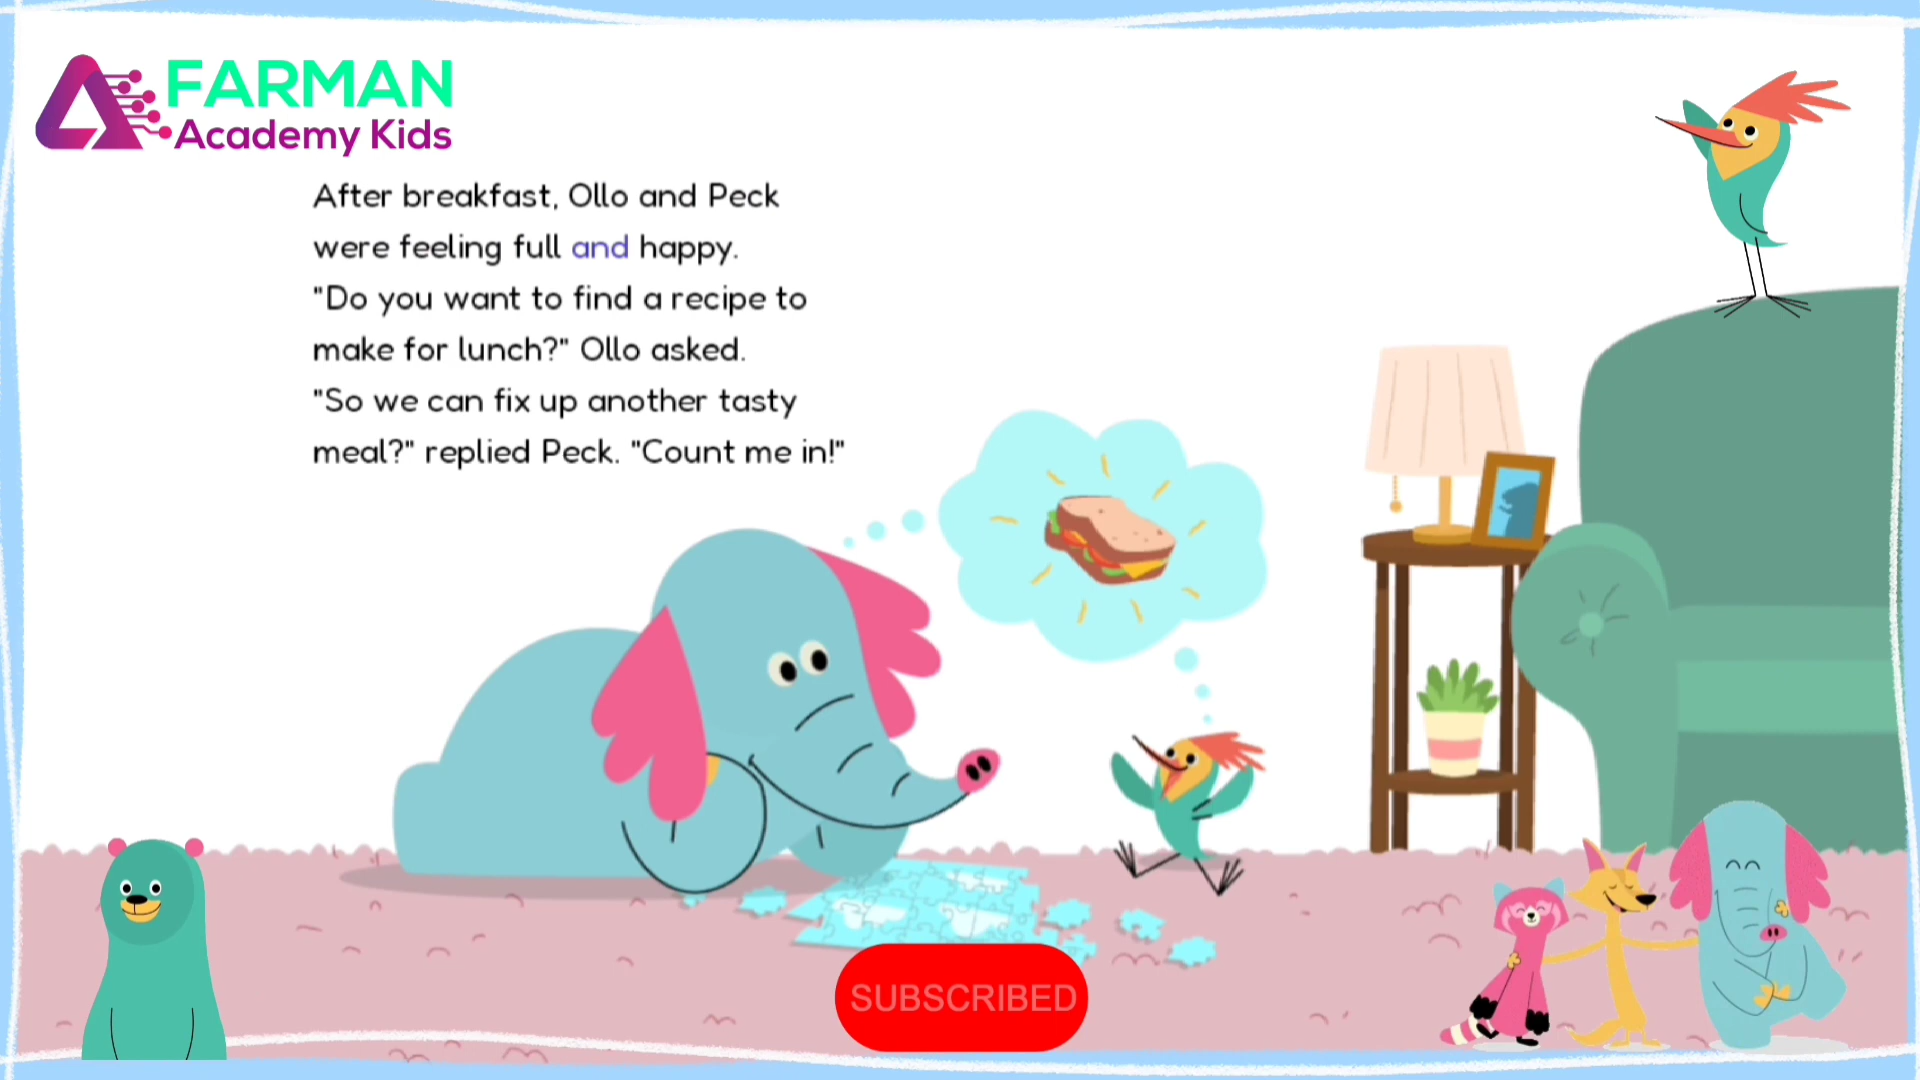 FARMAN
Academy Kids
After breakfast, Ollo and Peck
were feeling full and happy.
"Do you want to find a recipe to
make for lunch?" Ollo asked.
"So we can fix up another tasty
meal?" replied Peck. "Count me in!"
SUBSCRIBED